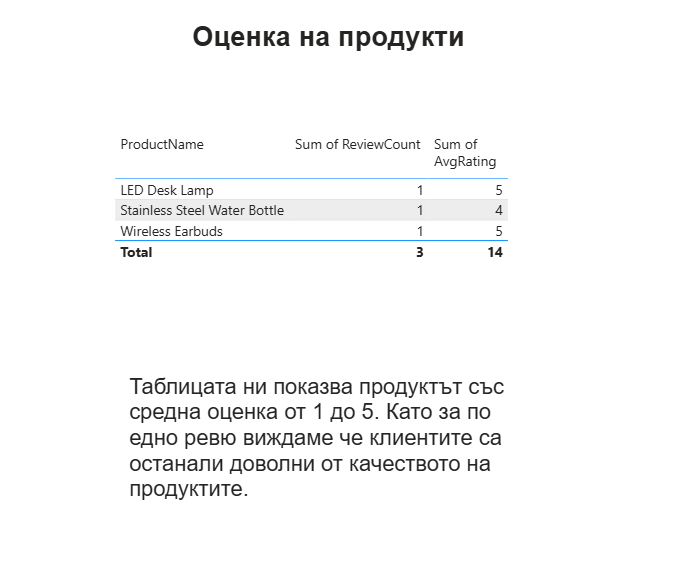 Оценка на продукти
ProductName Sum of ReviewCount Sum of AvgRating
LED Desk Lamp 1 5
Stainless Steel Water Bottle 1 4
Wireless Earbuds 1 5
Total 3 14
Таблицата ни показва продуктът със
средна оценка от 1 до 5. Като за по
едно ревю виждаме че клиентите са
останали доволни от качеството на
продуктите.